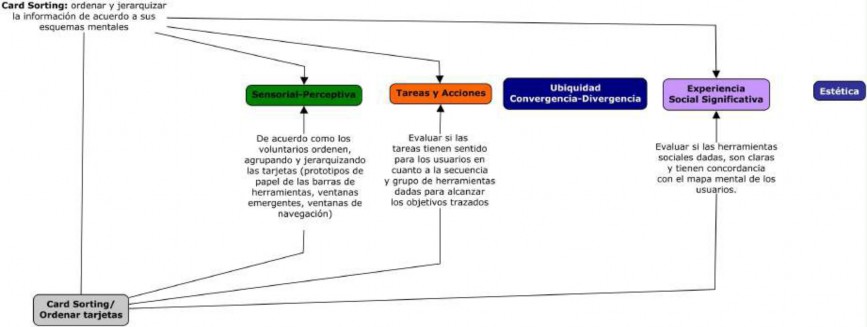 Card Sorting: ordenar y jerarquizar
la información de acuerdo a sus
esquemas mentales
Sensorial-Perceptiva
Tareas y Acciones
Ubiquidad
Convergencia-Divergencia
Experiencia
Social Significativa
Estética
De acuerdo como los
voluntarios ordenen,
agrupando y jerarquizando
las tarjetas (prototipos de
papel de las barras de
herramientas, ventanas
emergentes, ventanas de
navegación)
Evaluar si las
tareas tienen sentido
para los usuarios en
cuanto a la secuencia
y grupo de herramientas
dadas para alcanzar
los objetivos trazados
Evaluar si las herramientas
sociales dadas, son claras
y tienen concordancia
con el mapa mental de los
usuarios.
Card Sorting/
Ordenar tarjetas